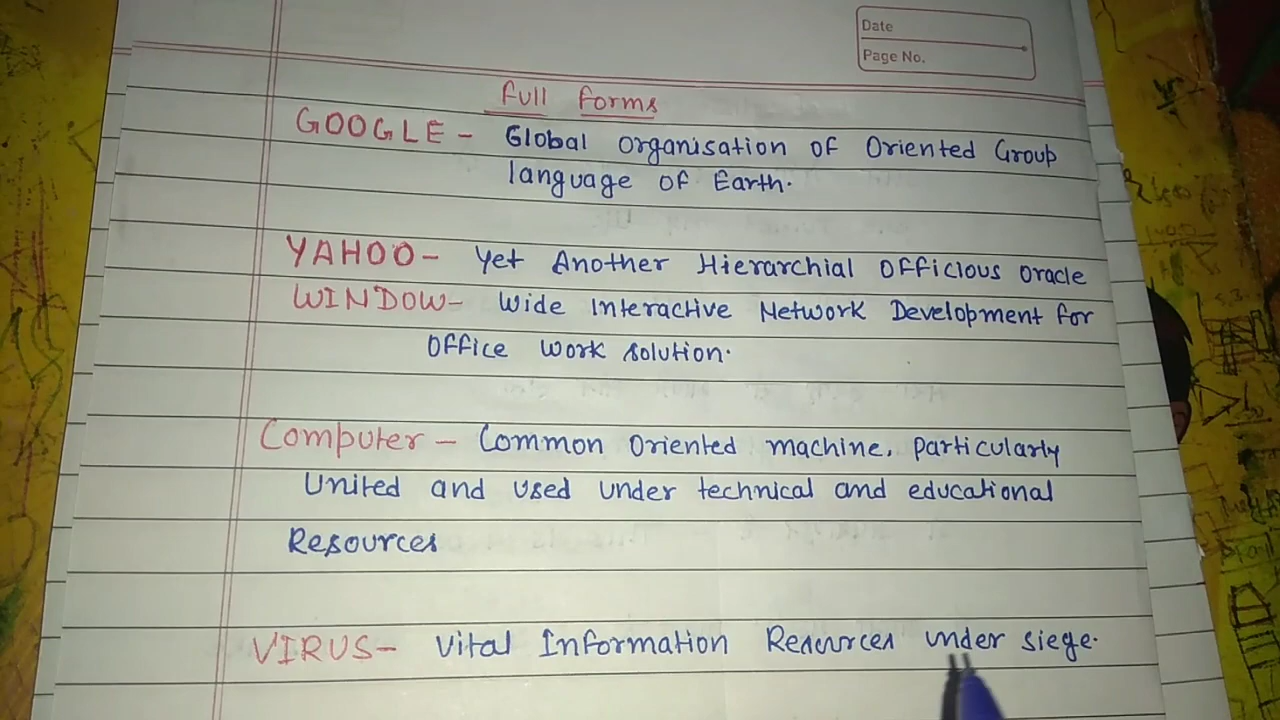 Date
Page No.
Full Forms
GOOGLE - Global organisation of Oriented Group
language of Earth.
YAHOO - Yet Another Hierarchial Officious Oracle
WINDOW - Wide Interactive Network Development for
Office work solution.
Computer - Common Oriented machine, particularly
United and used under technical and educational
Resources
VIRUS - Vital Information Resources under siege.